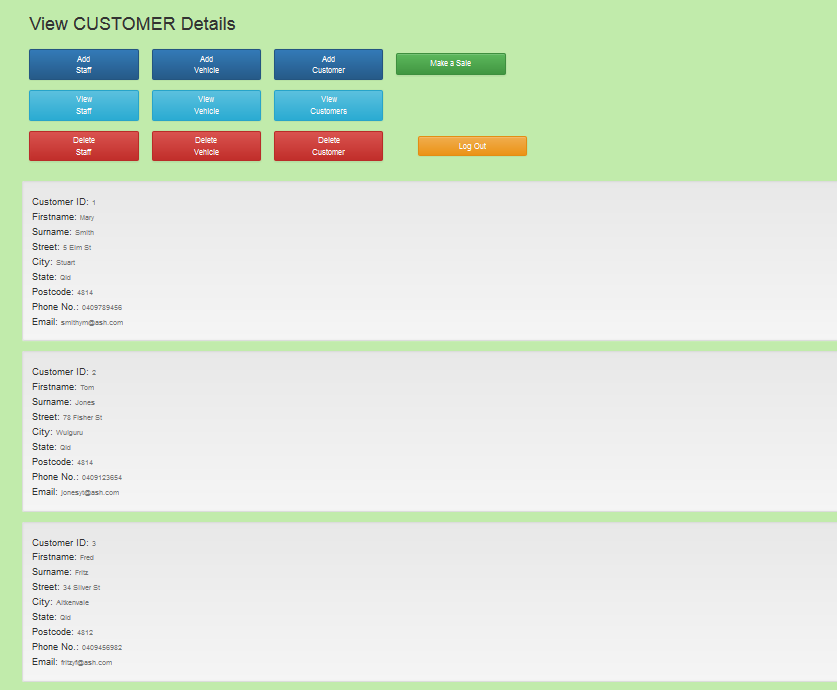 View CUSTOMER Details
Add Add Add
Staff Vehicle Customer
Make a Sale
View View View
Staff Vehicle Customers
Delete Delete Delete
Staff Vehicle Customer
Log Out
Customer ID: 1
Firstname: Mary
Surname: Smith
Street: 5 Elm St
City: Stuart
State: Qld
Postcode: 4814
Phone No.: 0409789456
Email: smithym@ash.com
Customer ID: 2
Firstname: Tom
Surname: Jones
Street: 78 Fisher St
City: Wulguru
State: Qld
Postcode: 4814
Phone No.: 0409123654
Email: jonesyt@ash.com
Customer ID: 3
Firstname: Fred
Surname: Fritz
Street: 34 Silver St
City: Aitkenvale
State: Qld
Postcode: 4812
Phone No.: 0409456982
Email: fritzyf@ash.com